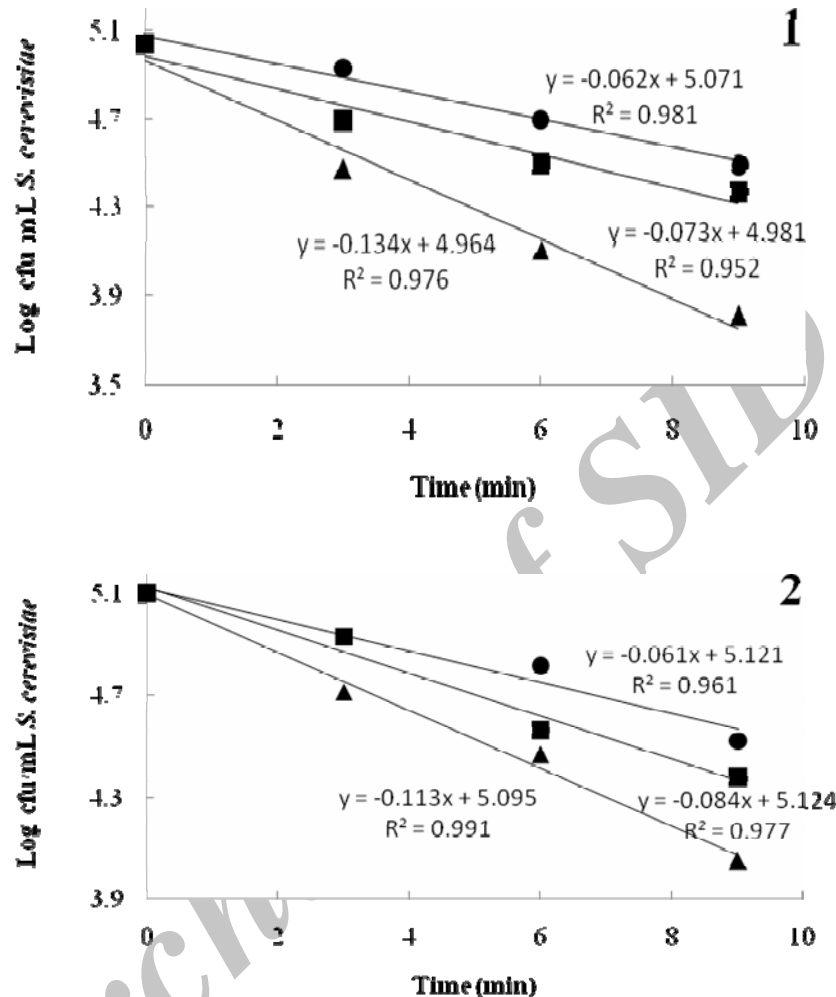 1
5.1
4.7
4.3
3.9
3.5
Log cfu mL S. cerevisiae
y = -0.062x + 5.071
R² = 0.981
y = -0.134x + 4.964
R² = 0.976
y = -0.073x + 4.981
R² = 0.952
0 2 4 6 8 10
Time (min)
2
5.1
4.7
4.3
3.9
Log cfu/mL S. cerevisiae
y = -0.061x + 5.121
R² = 0.961
y = -0.113x + 5.095
R² = 0.991
y = -0.084x + 5.124
R² = 0.977
0 2 4 6 8 10
Time (min)
of SID